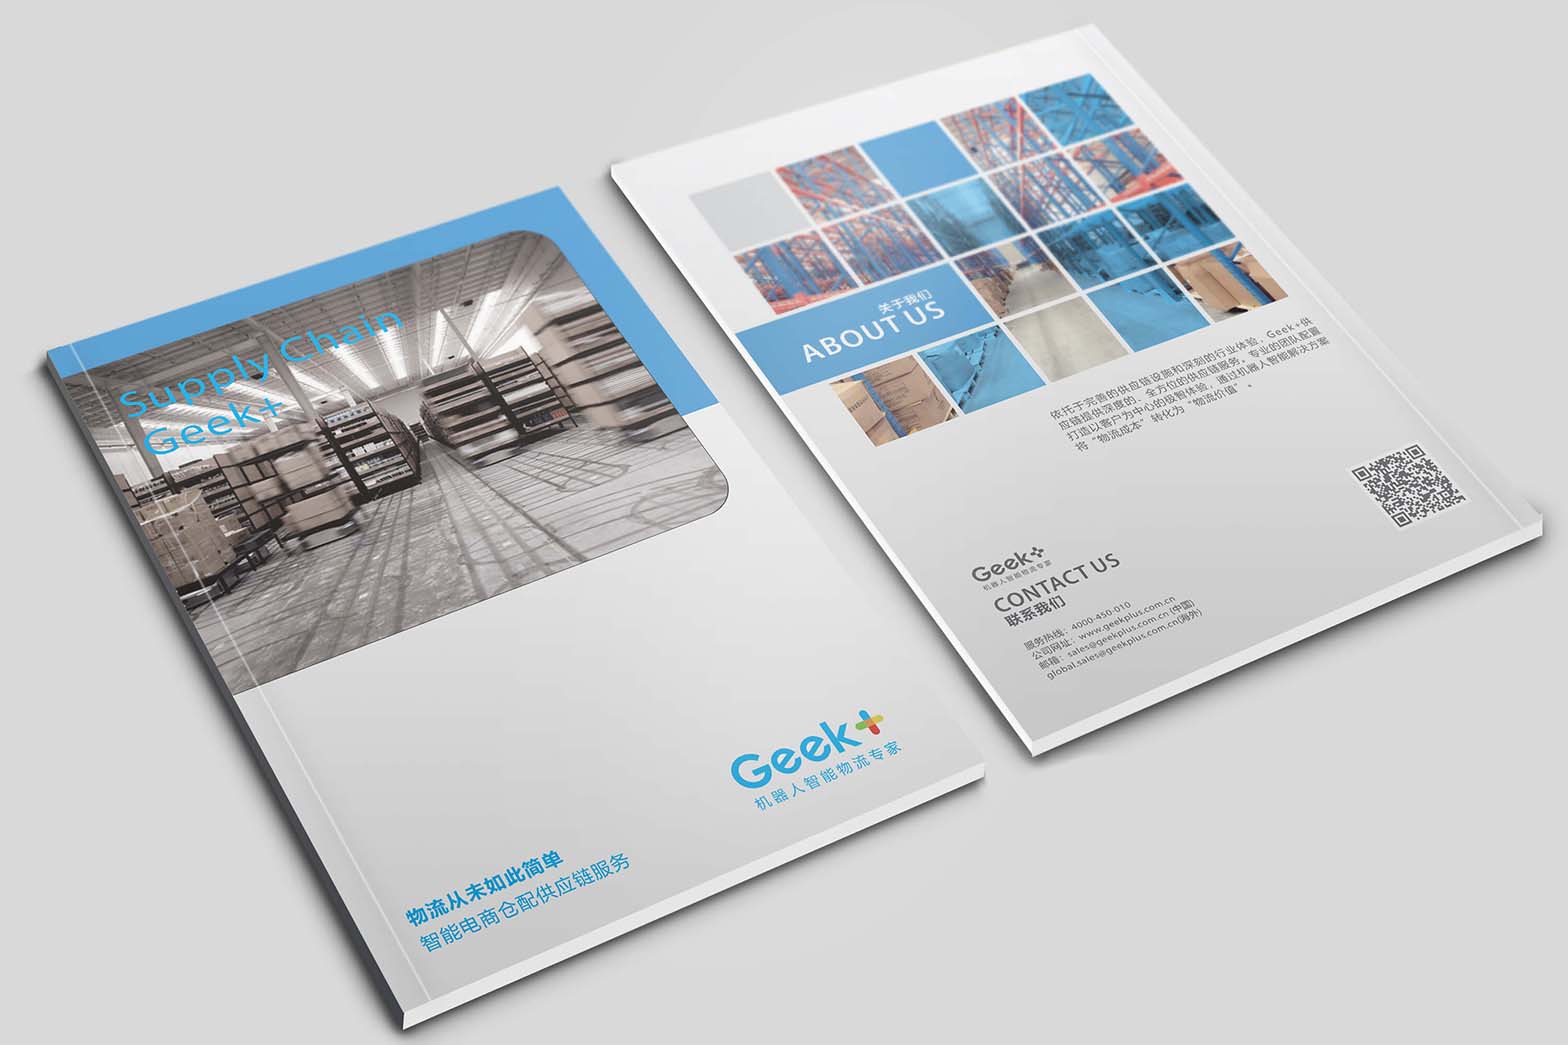 Supply Chain
Geek+
Geek+
机器人智能物流专家
物流从未如此简单
智能电商仓配供应链服务
关于我们
ABOUT US
依托于完善的供应链设施和深刻的行业体验，Geek+供
应链提供深度的、全方位的供应链服务。专业的团队配置
打造以客户为中心的极智体验，通过机器人智能解决方案
将“物流成本”转化为“物流价值”。
Geek+
机器人智能物流专家
CONTACT US
联系我们
服务热线：4000-450-010
公司网址：www.geekplus.com.cn
邮箱：sales@geekplus.com.cn (中国)
global.sales@geekplus.com.cn(海外)